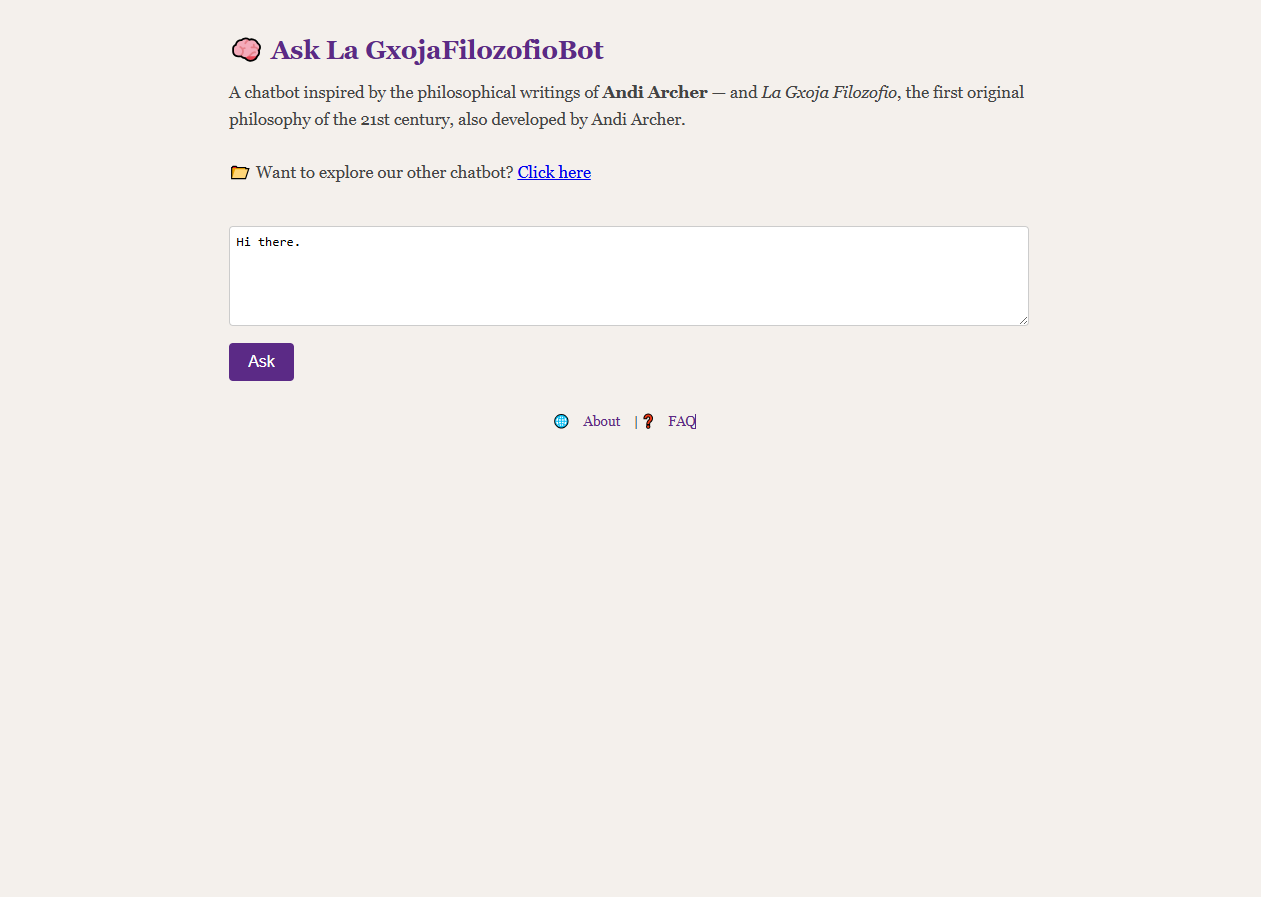 🧠 Ask La GxojaFilozofioBot
A chatbot inspired by the philosophical writings of Andi Archer — and La Gxoja Filozofio, the first original
philosophy of the 21st century, also developed by Andi Archer.
📂 Want to explore our other chatbot? Click here
Hi there.
Ask
🌐 About | ❓ FAQ